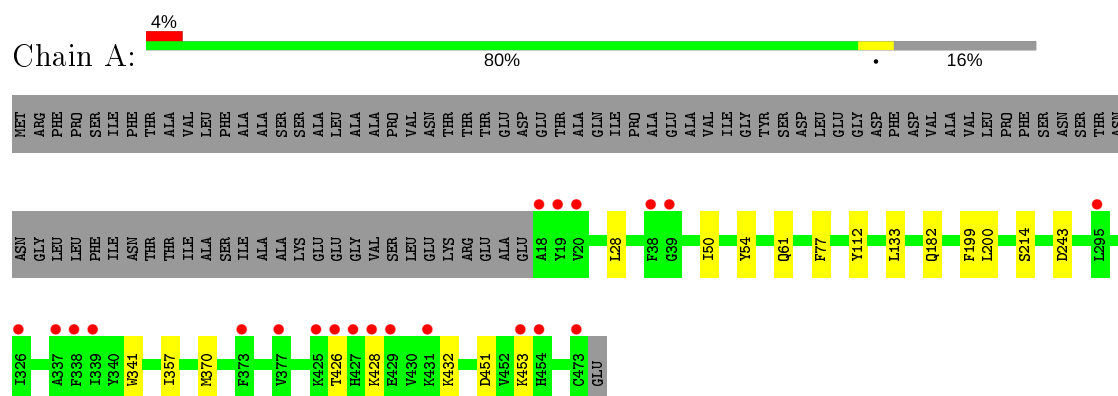 4%
Chain A:
80%
•
16%
MET ARG PHE PRO SER ILE PHE THR ALA VAL LEU PHE ALA ALA SER SER ALA LEU ALA ALA PRO VAL ASN THR THR THR GLU ASP GLU THR ALA GLN ILE PRO ALA GLU ALA VAL ILE GLY TYR SER ASP LEU GLU GLY ASP PHE ASP VAL ALA VAL LEU PRO PHE SER ASN SER THR ASN
ASN GLY LEU LEU PHE ILE ASN THR THR ILE ALA SER ILE ALA ALA LYS GLU GLU GLY VAL SER LEU GLU LYS ARG GLU ALA GLU A18 Y19 V20 L28 F38 G39 I50 Y54 Q61 F77 Y112 L133 Q182 F199 L200 S214 D243 L295
I326 A337 F338 I339 Y340 W341 I357 M370 F373 V377 K425 T426 H427 K428 E429 V430 K431 K432 D451 V452 K453 H454 C473 GLU